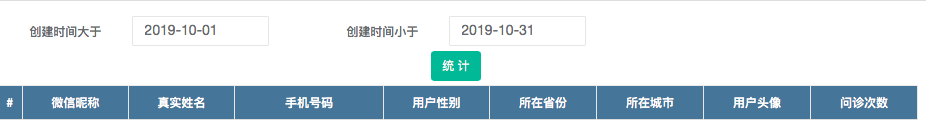 创建时间大于 2019-10-01 创建时间小于 2019-10-31
统 计
# 微信昵称 真实姓名 手机号码 用户性别 所在省份 所在城市 用户头像 问诊次数